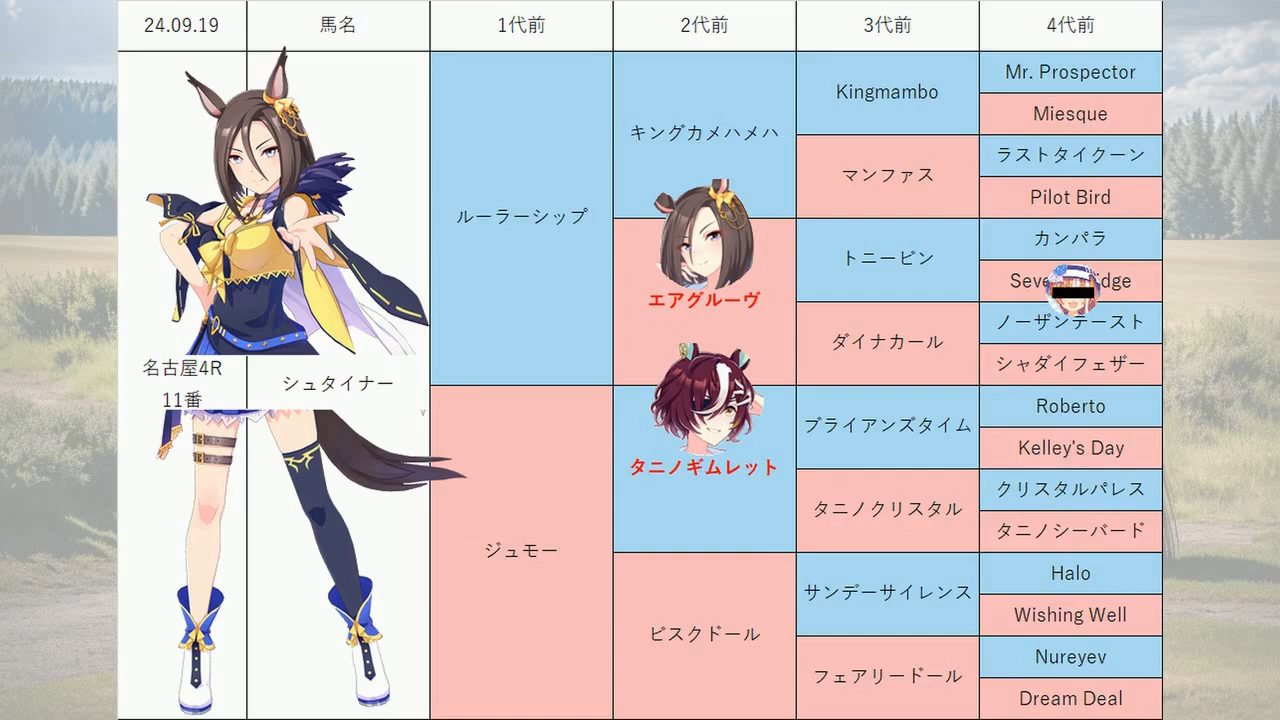 24.09.19 馬名 1代前 2代前 3代前 4代前
名古屋4R
11番
シュタイナー
ルーラーシップ
ジュモー
キングカメハメハ
エアグルーヴ
タニノギムレット
ビスクドール
Kingmambo
マンファス
トニービン
ダイナカール
ブライアンズタイム
タニノクリスタル
サンデーサイレンス
フェアリードール
Mr. Prospector
Miesque
ラストタイクーン
Pilot Bird
カンパラ
ノーザンテースト
シャダイフェザー
Roberto
Kelley's Day
クリスタルパレス
タニノシーバード
Halo
Wishing Well
Nureyev
Dream Deal